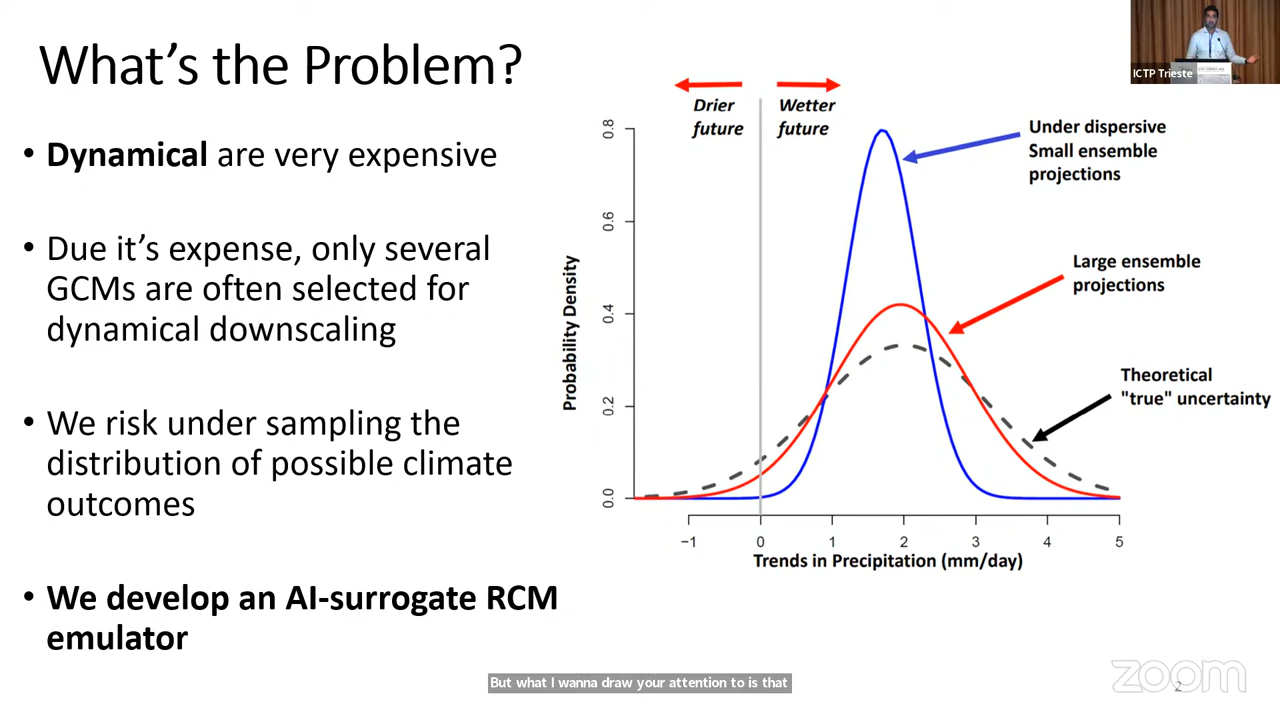 What's the Problem?
• Dynamical are very expensive
• Due it's expense, only several
GCMs are often selected for
dynamical downscaling
• We risk under sampling the
distribution of possible climate
outcomes
• We develop an AI-surrogate RCM
emulator
Drier
future
Wetter
future
Under dispersive
Small ensemble
projections
Large ensemble
projections
Theoretical
"true" uncertainty
Probability Density
0.8
0.6
0.4
0.2
0.0
−1 0 1 2 3 4 5
Trends in Precipitation (mm/day)
ICTP Trieste
But what I wanna draw your attention to is that
zoom
2